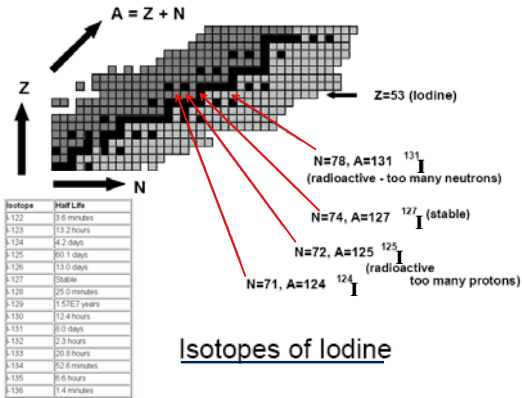 A = Z + N
Z
Z=53 (Iodine)
N
N=78, A=131 131I
(radioactive - too many neutrons)
N=74, A=127 127I (stable)
N=72, A=125 125I
(radioactive
too many protons)
N=71, A=124 124I
Isotope Half Life
I-122 3.6 minutes
I-123 13.2 hours
I-124 4.2 days
I-125 60.1 days
I-126 13.0 days
I-127 Stable
I-128 25.0 minutes
I-129 1.57E7 years
I-130 12.4 hours
I-131 8.0 days
I-132 2.3 hours
I-133 20.8 hours
I-134 52.6 minutes
I-135 6.6 hours
I-136 1.4 minutes
Isotopes of Iodine